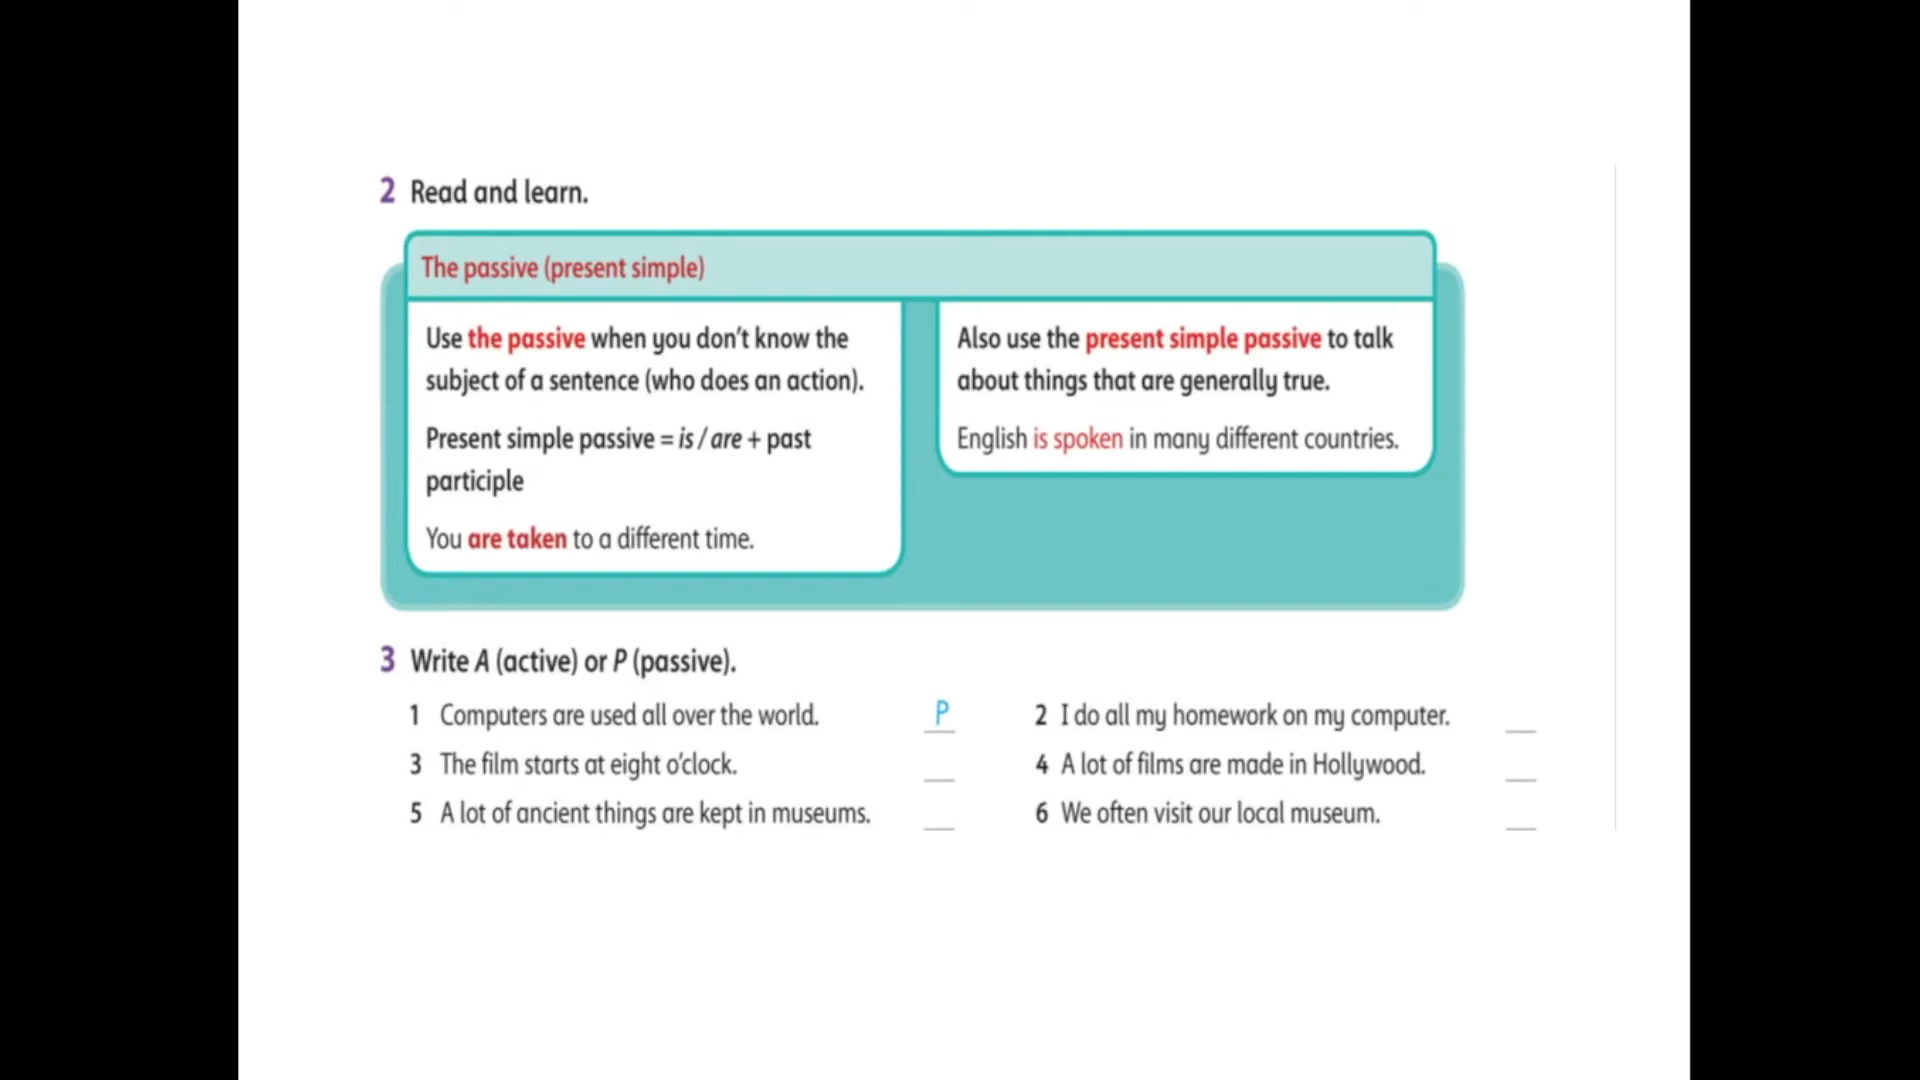 2 Read and learn.
The passive (present simple)
Use the passive when you don't know the
subject of a sentence (who does an action).
Present simple passive = is / are + past
participle
You are taken to a different time.
Also use the present simple passive to talk
about things that are generally true.
English is spoken in many different countries.
3 Write A (active) or P (passive).
1 Computers are used all over the world. P
2 I do all my homework on my computer. __
3 The film starts at eight o'clock. __
4 A lot of films are made in Hollywood. __
5 A lot of ancient things are kept in museums. __
6 We often visit our local museum. __